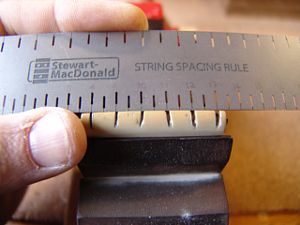 Stewart-
MacDonald
STRING SPACING RULE